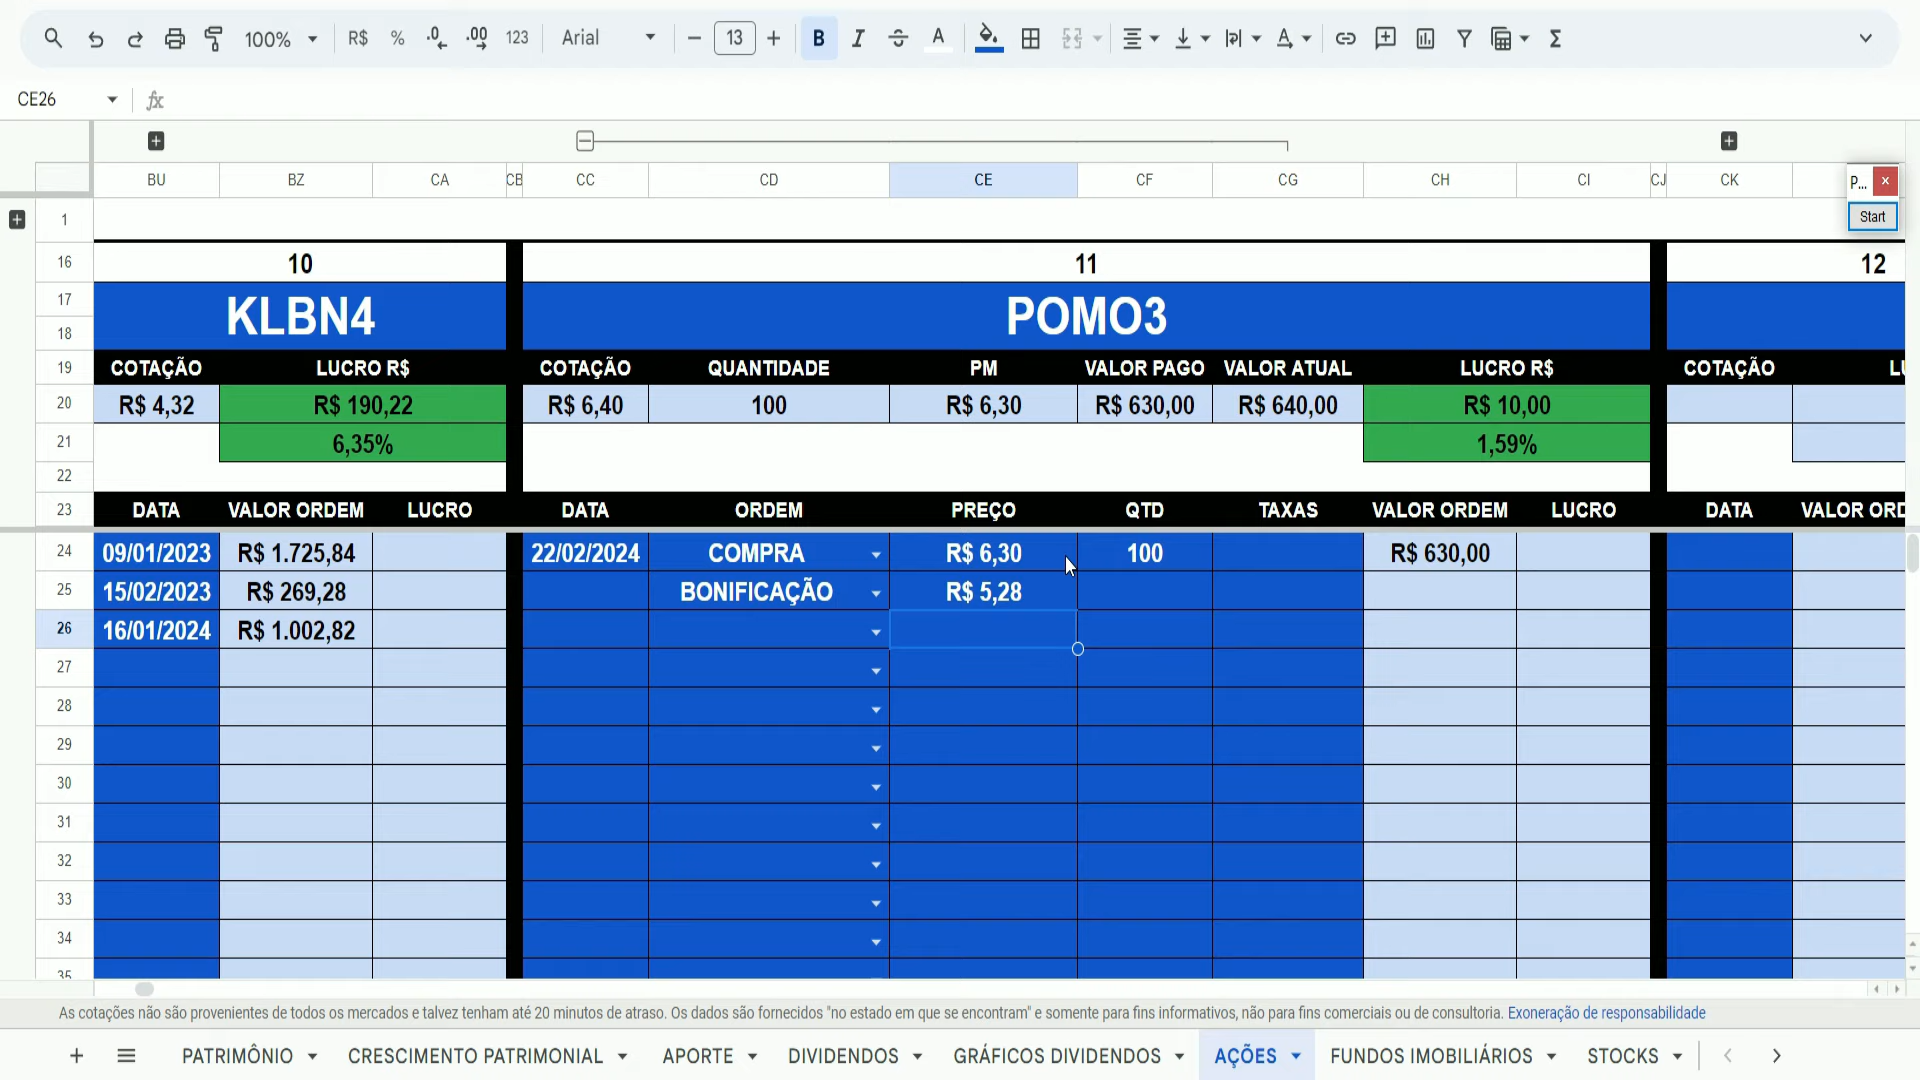 100% R$ % .0 .00 123 Arial 13 B I S A Σ
CE26 fx
BU BZ CA CB CC CD CE CF CG CH CI CJ CK
P...
Start
1
16 10 11 12
17 KLBN4 POMO3
18
19 COTAÇÃO LUCRO R$ COTAÇÃO QUANTIDADE PM VALOR PAGO VALOR ATUAL LUCRO R$ COTAÇÃO LU
20 R$ 4,32 R$ 190,22 R$ 6,40 100 R$ 6,30 R$ 630,00 R$ 640,00 R$ 10,00
21 6,35% 1,59%
22
23 DATA VALOR ORDEM LUCRO DATA ORDEM PREÇO QTD TAXAS VALOR ORDEM LUCRO DATA VALOR ORD
24 09/01/2023 R$ 1.725,84 22/02/2024 COMPRA R$ 6,30 100 R$ 630,00
25 15/02/2023 R$ 269,28 BONIFICAÇÃO R$ 5,28
26 16/01/2024 R$ 1.002,82
27
28
29
30
31
32
33
34
35
As cotações não são provenientes de todos os mercados e talvez tenham até 20 minutos de atraso. Os dados são fornecidos "no estado em que se encontram" e somente para fins informativos, não para fins comerciais ou de consultoria. Exoneração de responsabilidade
PATRIMÔNIO CRESCIMENTO PATRIMONIAL APORTE DIVIDENDOS GRÁFICOS DIVIDENDOS AÇÕES FUNDOS IMOBILIÁRIOS STOCKS